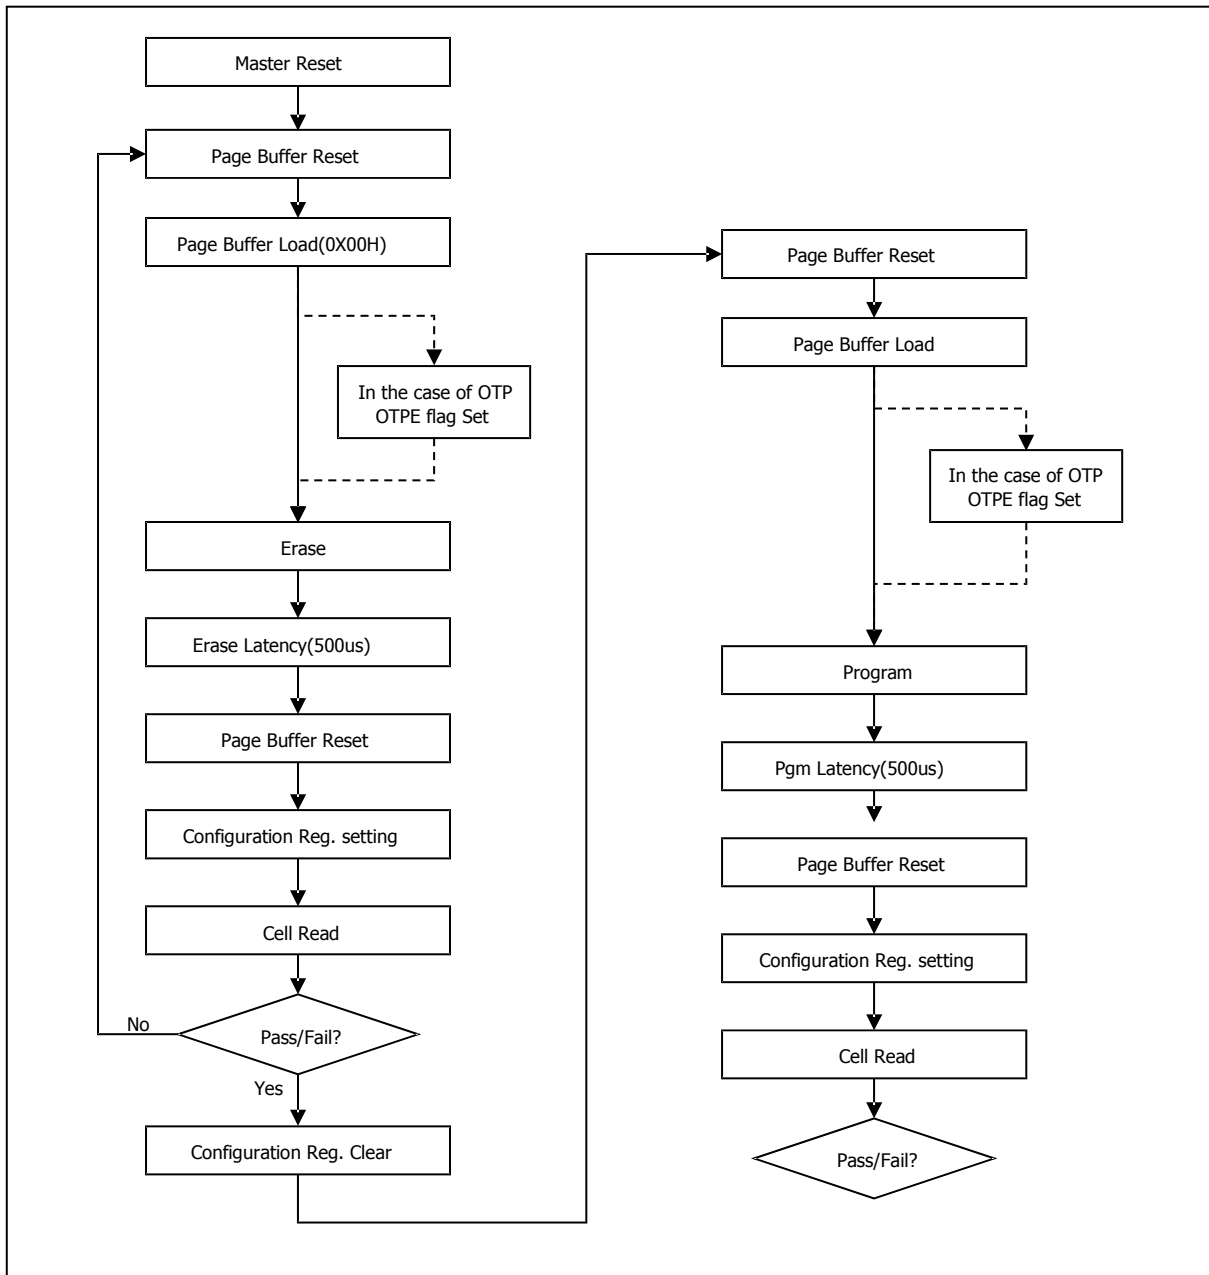 Master Reset
Page Buffer Reset
Page Buffer Load(0X00H)
In the case of OTP
OTPE flag Set
Erase
Erase Latency(500us)
Page Buffer Reset
Configuration Reg. setting
Cell Read
Pass/Fail?
No
Yes
Configuration Reg. Clear
Page Buffer Reset
Page Buffer Load
In the case of OTP
OTPE flag Set
Program
Pgm Latency(500us)
Page Buffer Reset
Configuration Reg. setting
Cell Read
Pass/Fail?